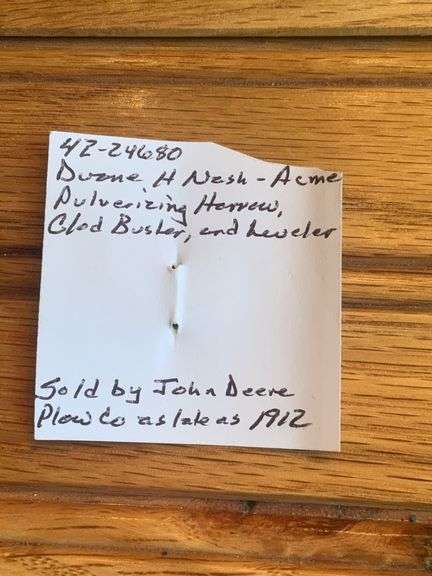 42-24680
Duane H Nash - Acme
Pulverizing Harrow,
Clod Buster, and Leveler
Sold by John Deere
Plow Co as late as 1912